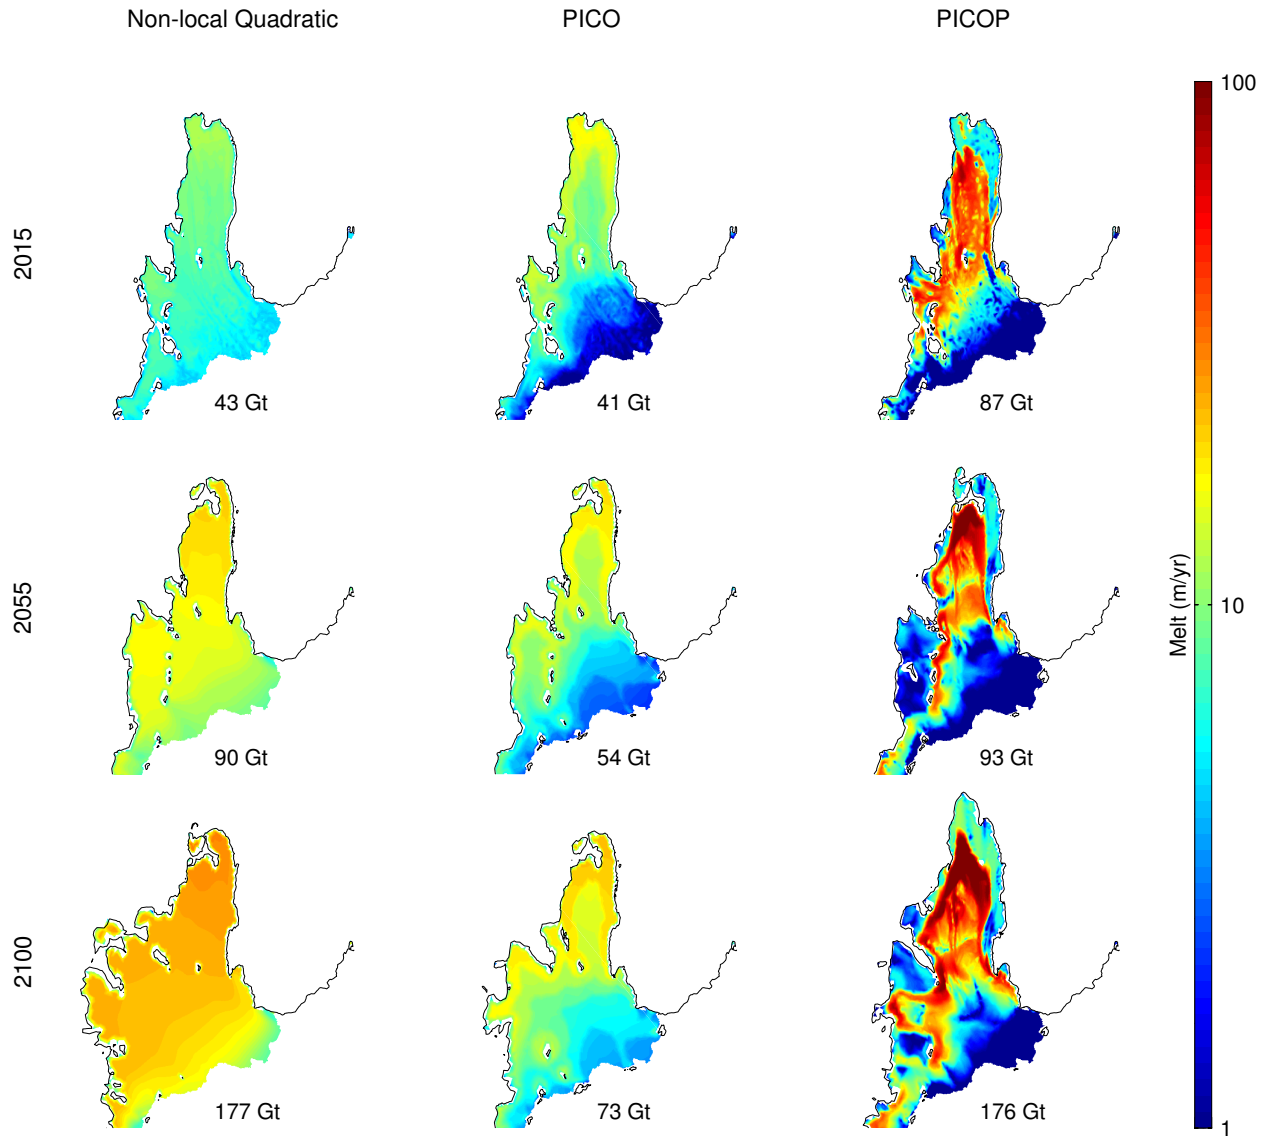 Non-local Quadratic PICO PICOP
100
2015
43 Gt 41 Gt 87 Gt
2055
10
Melt (m/yr)
90 Gt 54 Gt 93 Gt
2100
177 Gt 73 Gt 176 Gt
1